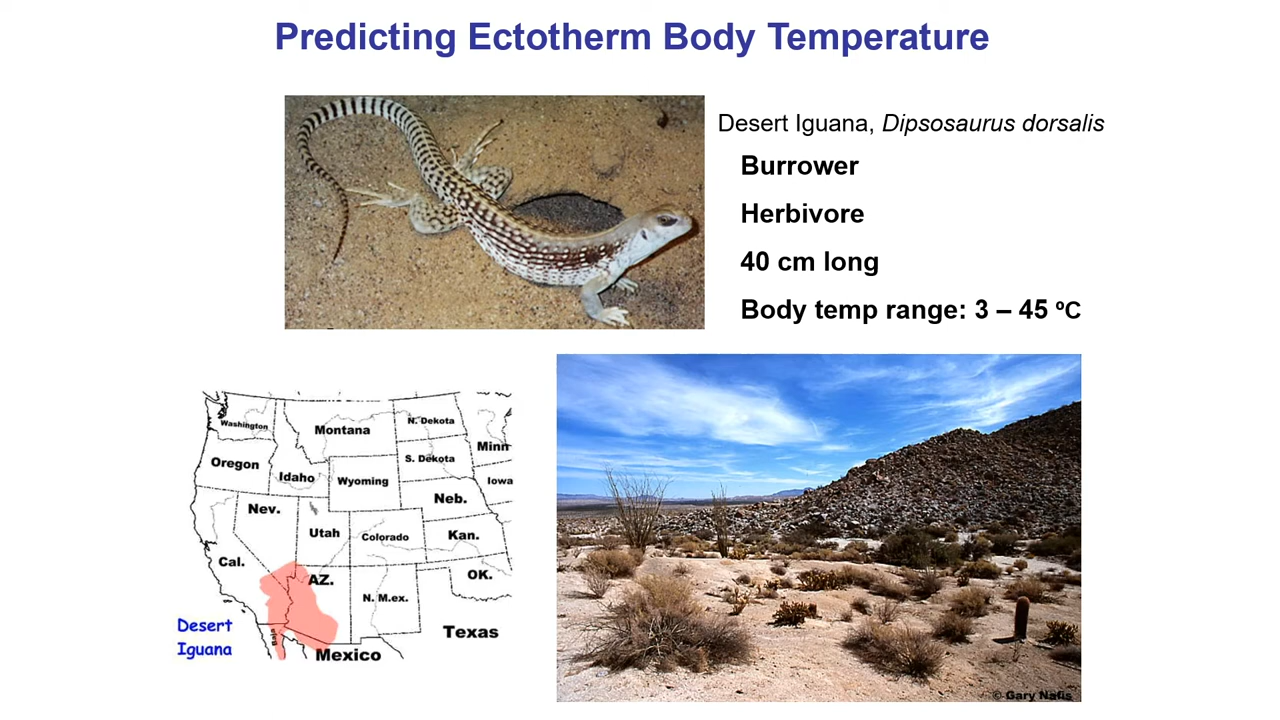 Predicting Ectotherm Body Temperature
Desert Iguana, Dipsosaurus dorsalis
Burrower
Herbivore
40 cm long
Body temp range: 3 – 45 ºC
Washington
Montana
N. Dekota
Minn
Oregon
Idaho
S. Dekota
Wyoming
Iowa
Nev.
Neb.
Utah
Colorado
Kan.
Cal.
AZ.
OK.
N. M.ex.
Desert
Iguana
Baja
Texas
Mexico
© Gary Nafis